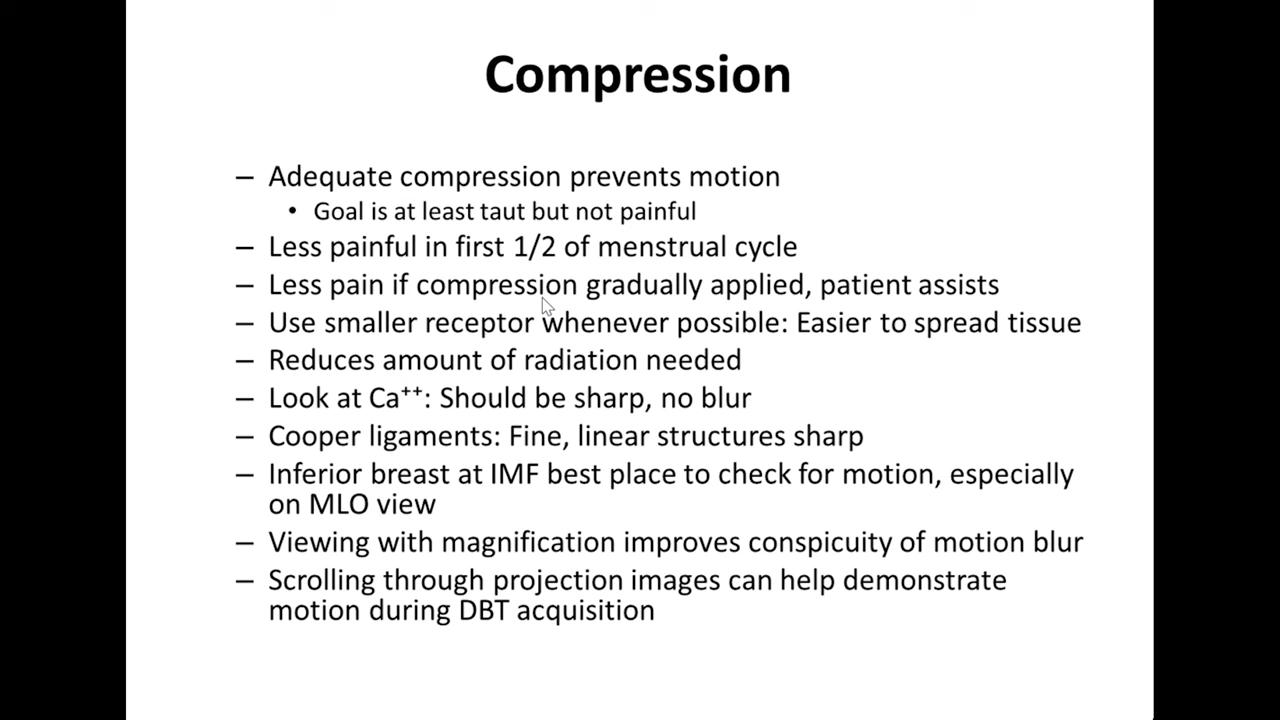 Compression
– Adequate compression prevents motion
• Goal is at least taut but not painful
– Less painful in first 1/2 of menstrual cycle
– Less pain if compression gradually applied, patient assists
– Use smaller receptor whenever possible: Easier to spread tissue
– Reduces amount of radiation needed
– Look at Ca⁺⁺: Should be sharp, no blur
– Cooper ligaments: Fine, linear structures sharp
– Inferior breast at IMF best place to check for motion, especially
on MLO view
– Viewing with magnification improves conspicuity of motion blur
– Scrolling through projection images can help demonstrate
motion during DBT acquisition